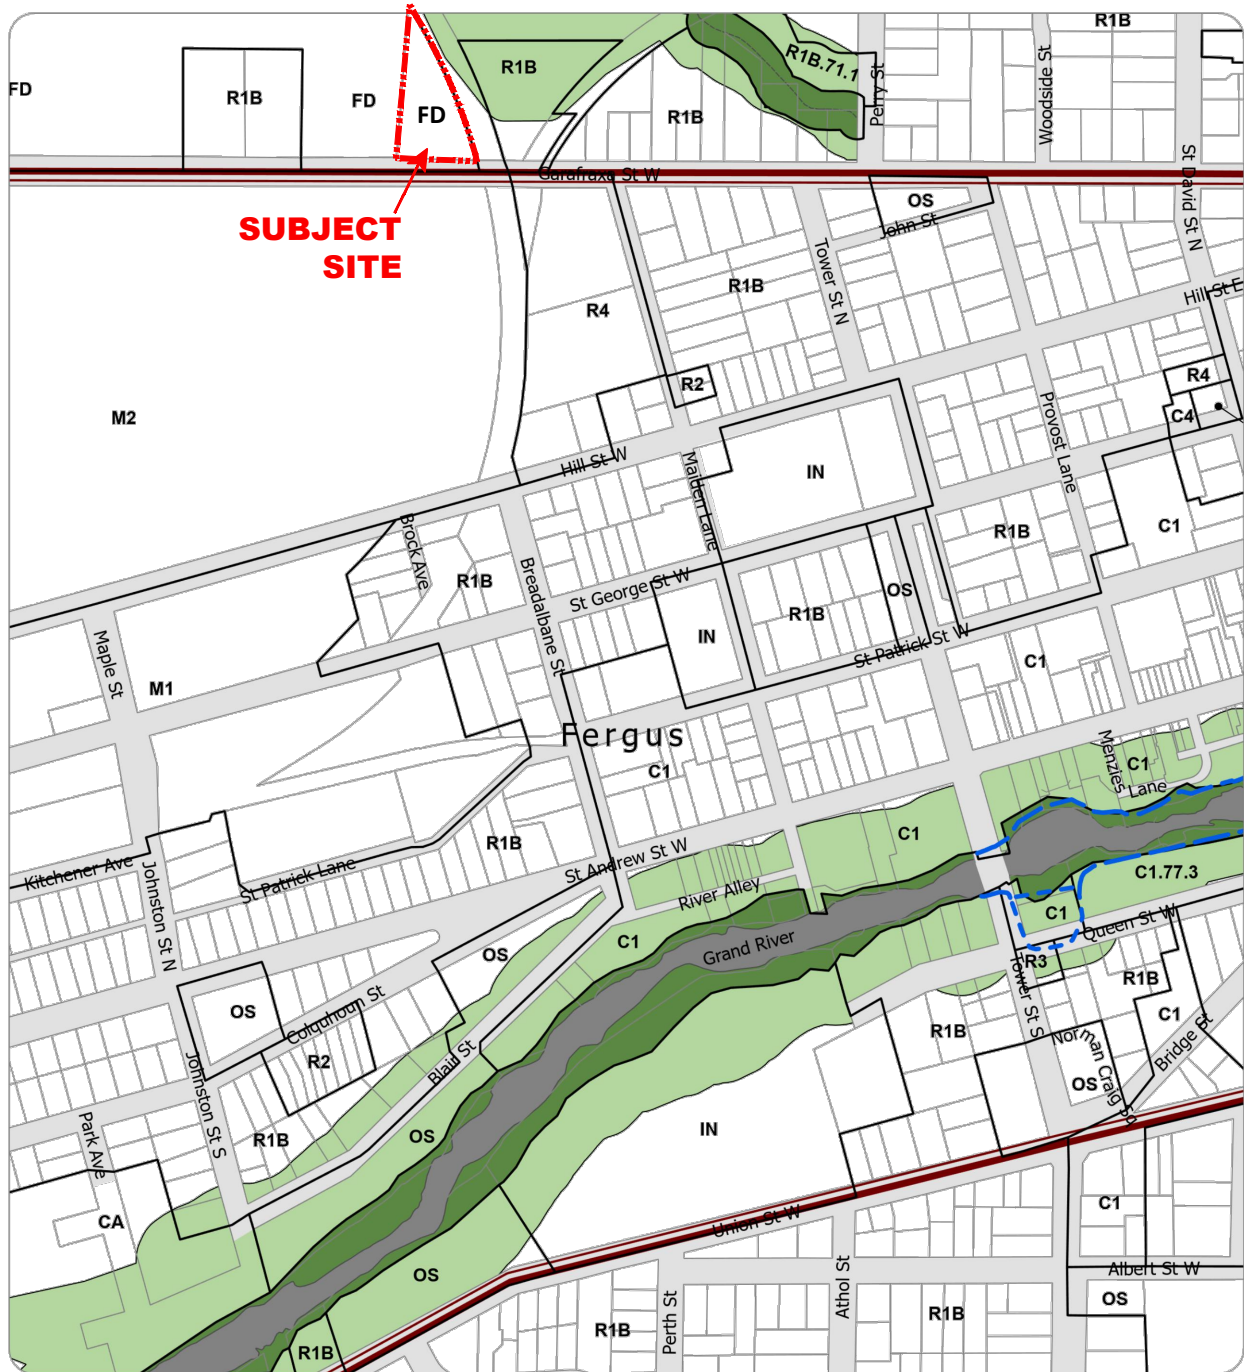 R1B
R1B.71.1
R1B
Perry St
Woodside St
FD
R1B
FD
FD
R1B
St David St N
Garafraxa St W
OS
John St
SUBJECT
SITE
Tower St N
R1B
Hill St E
R4
R2
R4
C4
M2
Provost Lane
Hill St W
Maiden Lane
IN
C1
Brock Ave
R1B
R1B
Breadalbane St
St George St W
OS
R1B
IN
Maple St
St Patrick St W
C1
M1
Fergus
C1
Menzies Lane
C1
R1B
C1
St Andrew St W
Kitchener Ave
St Patrick Lane
Johnston St N
River Alley
C1.77.3
C1
Queen St W
C1
Grand River
OS
R3
Tower St S
R1B
OS
Colquhoun St
C1
R1B
Norman Craig Sq
Bridge St
R2
Blair St
OS
Johnston St S
Park Ave
R1B
OS
IN
CA
C1
Union St W
OS
Albert St W
Athol St
OS
Perth St
R1B
R1B
R1B